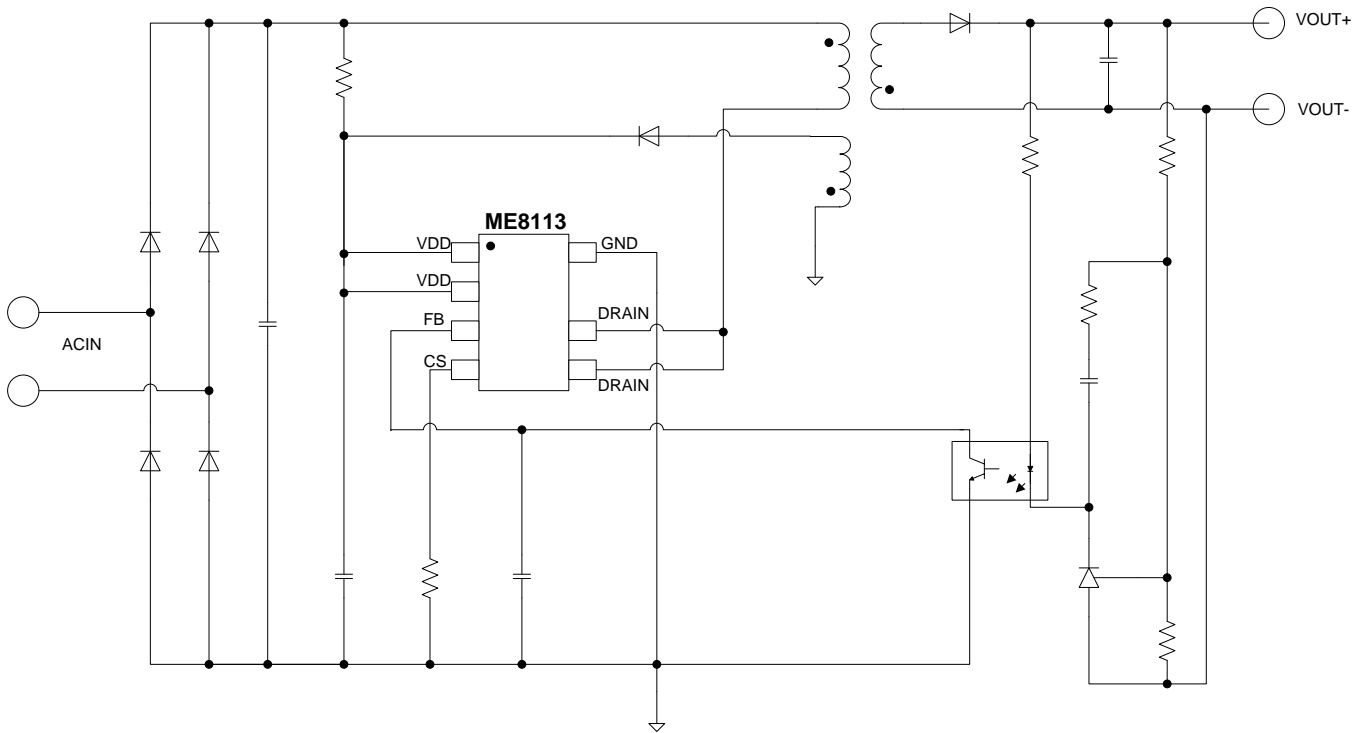 VOUT+
VOUT-
ME8113
VDD
GND
VDD
FB
DRAIN
ACIN
CS
DRAIN